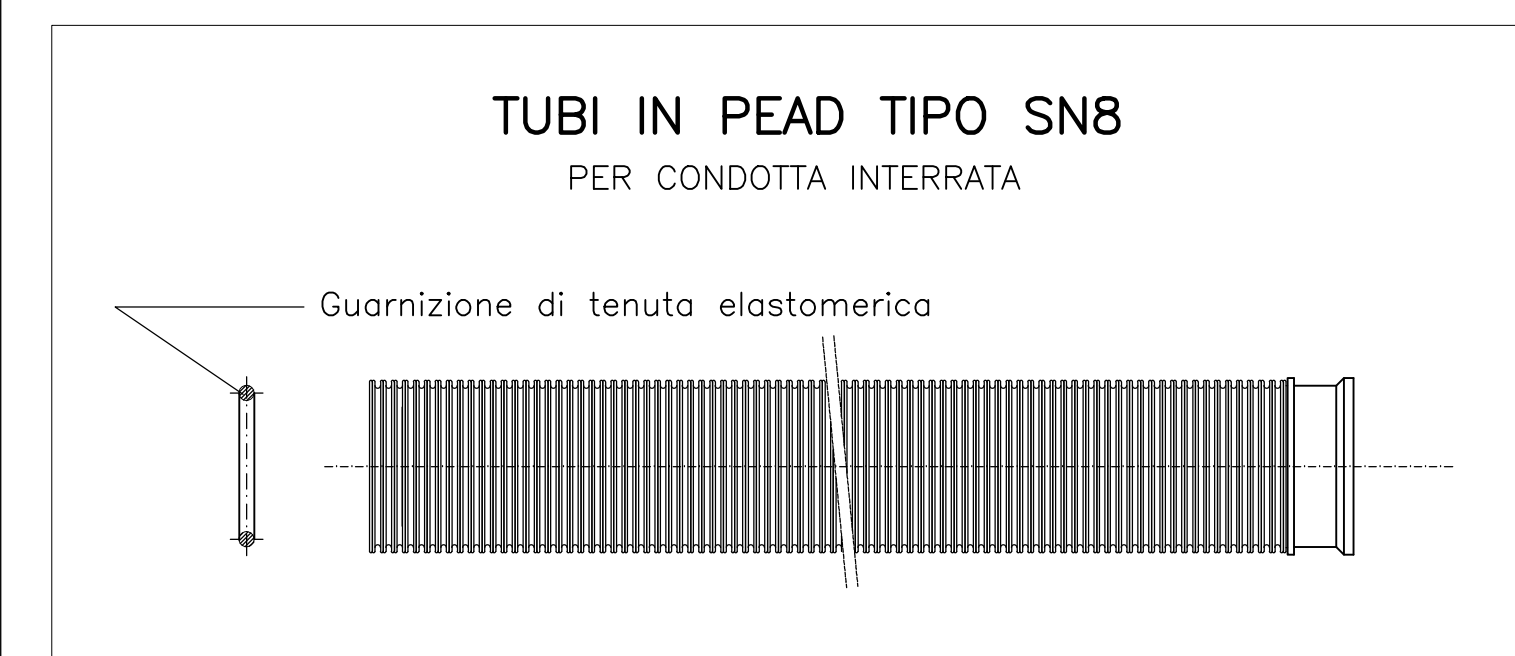 TUBI IN PEAD TIPO SN8
PER CONDOTTA INTERRATA
Guarnizione di tenuta elastomerica